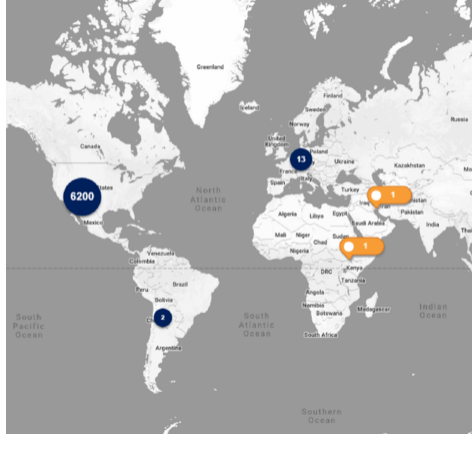 Greenland
Iceland
Finland
Sweden
Norway
Russia
United
Kingdom
Canada
13
Poland
Ukraine
France
Kazakhstan
Italy
Spain
Turkey
6200
North
Atlantic
Ocean
1
Mexico
Algeria
Libya
Egypt
Saudi Arabia
Pakistan
India
Mali
Niger
Chad
Sudan
1
Nigeria
Venezuela
Colombia
Kenya
DRC
Tanzania
Peru
Brazil
Angola
Bolivia
Namibia
Botswana
Madagascar
Indian
Ocean
South
Pacific
Ocean
2
South
Atlantic
Ocean
South Africa
Argentina
Southern
Ocean